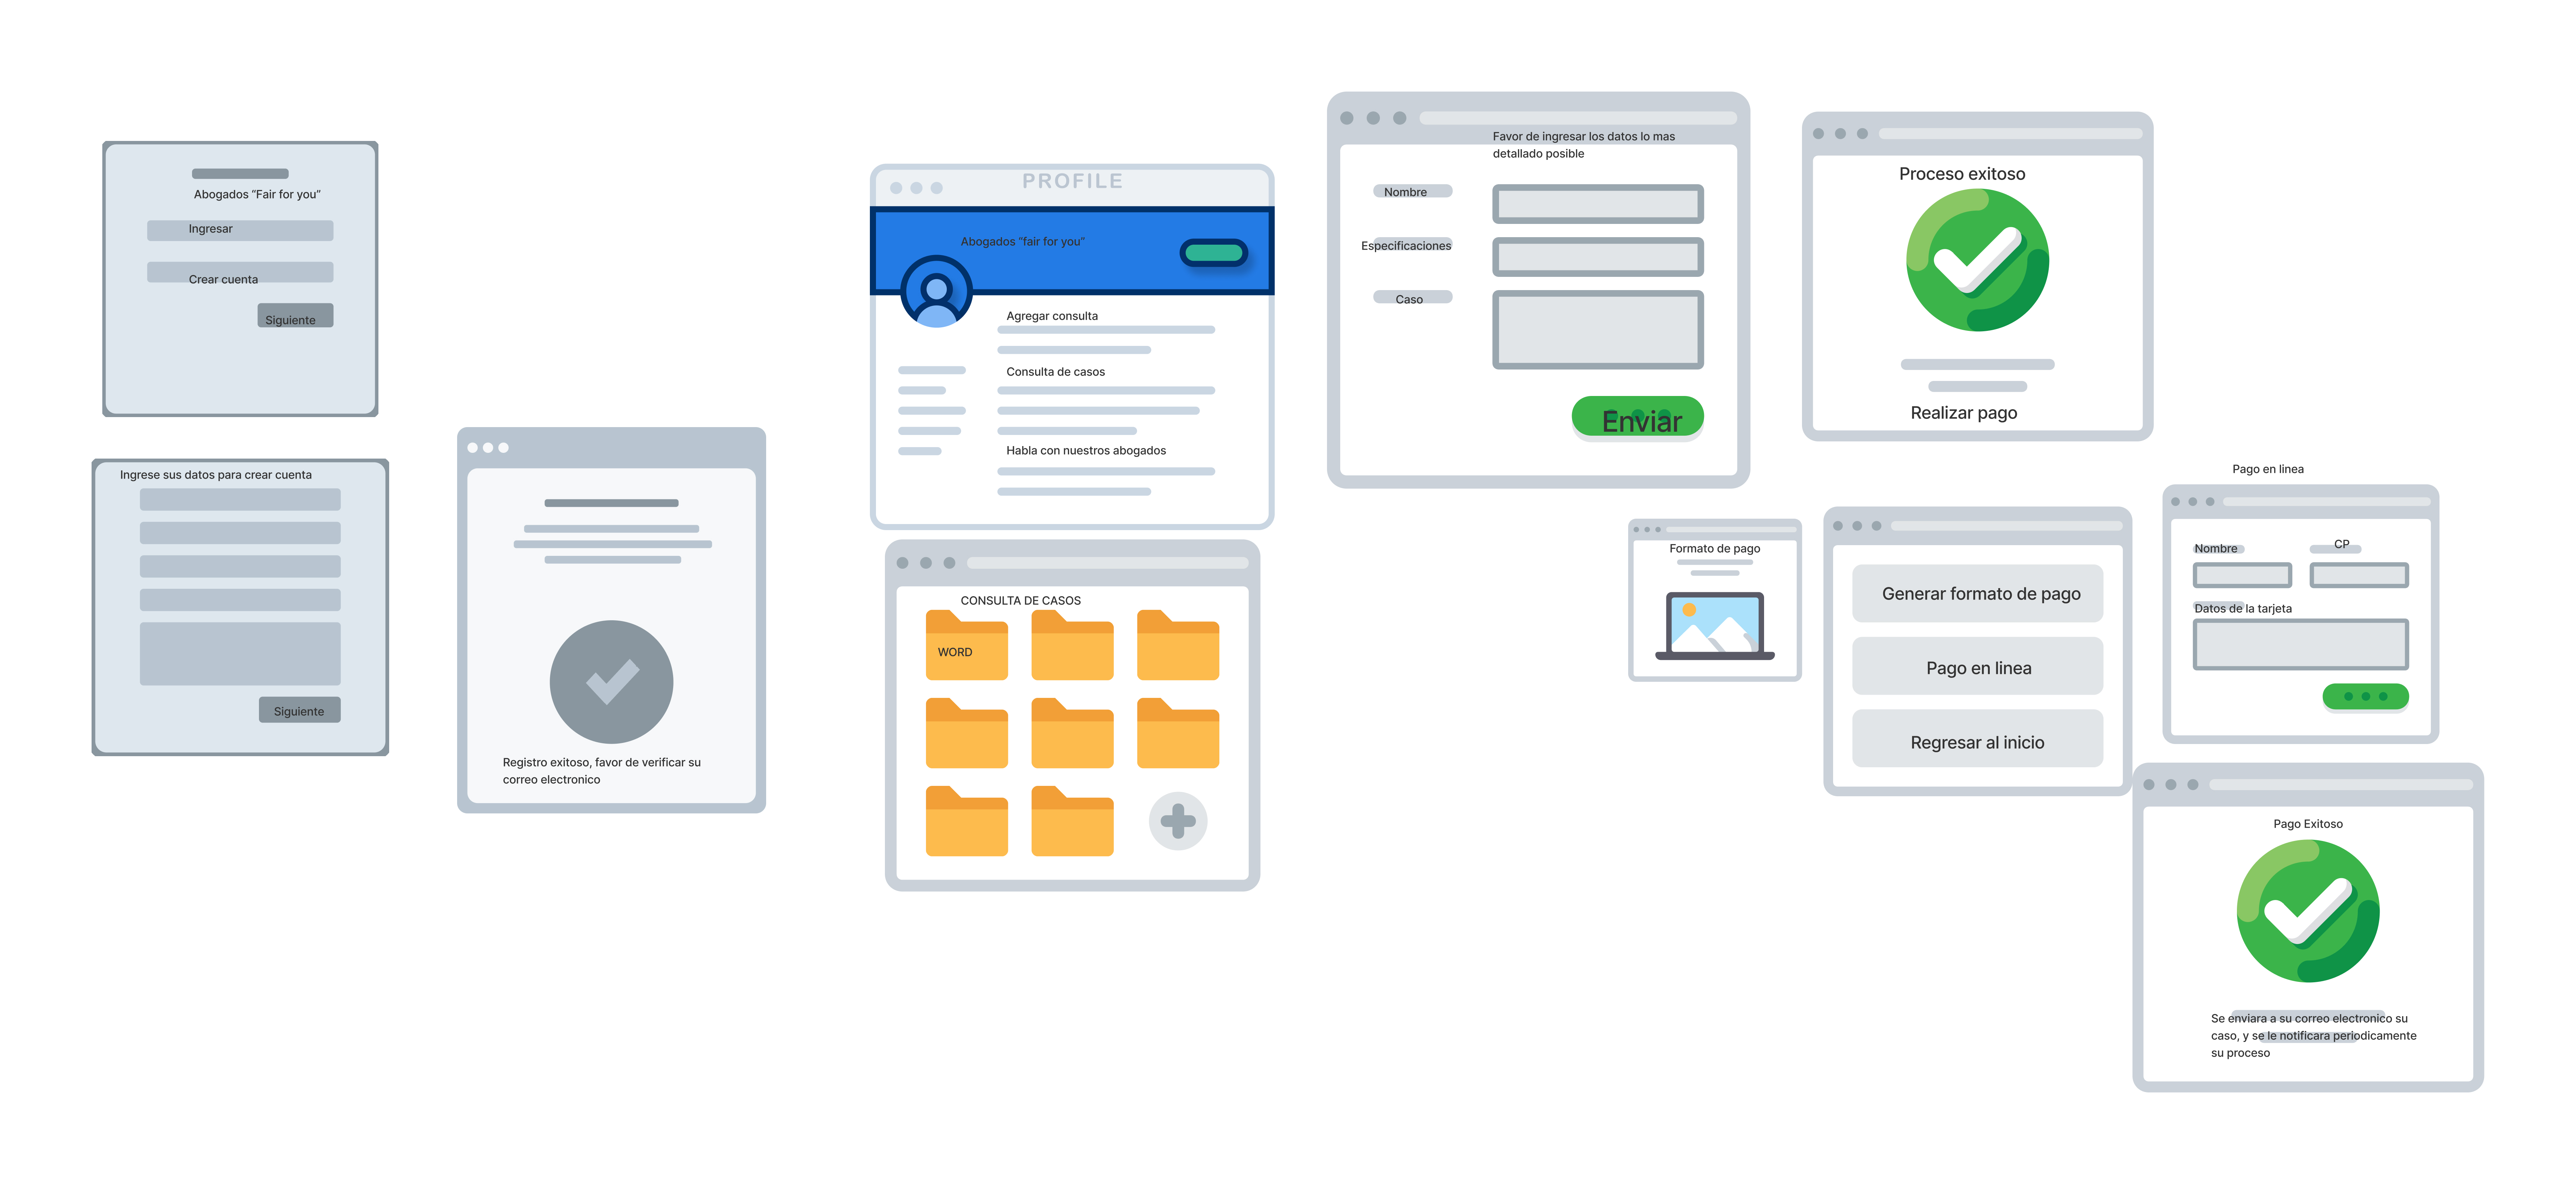 Abogados “Fair for you”
Ingresar
Crear cuenta
Siguiente
Ingrese sus datos para crear cuenta
Siguiente
Registro exitoso, favor de verificar su
correo electronico
PROFILE
Abogados “fair for you”
Agregar consulta
Consulta de casos
Habla con nuestros abogados
CONSULTA DE CASOS
WORD
Favor de ingresar los datos lo mas
detallado posible
Nombre
Especificaciones
Caso
Enviar
Proceso exitoso
Realizar pago
Formato de pago
Generar formato de pago
Pago en linea
Regresar al inicio
Pago en linea
Nombre
CP
Datos de la tarjeta
Pago Exitoso
Se enviara a su correo electronico su
caso, y se le notificara periodicamente
su proceso